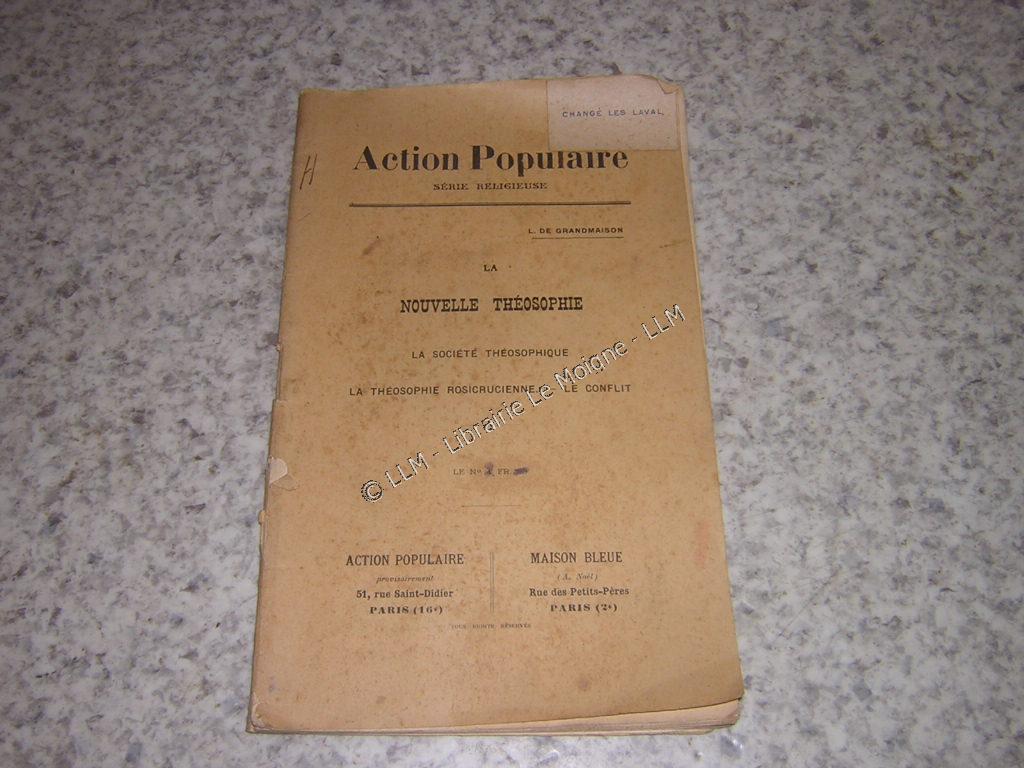 CHANGÉ LES LAVAL,
Action Populaire
SÉRIE RELIGIEUSE
H
L. DE GRANDMAISON
LA
NOUVELLE THÉOSOPHIE
LA SOCIÉTÉ THÉOSOPHIQUE
LA THÉOSOPHIE ROSICRUCIENNE LE CONFLIT
© LLM - Librairie Le Moigne - LLM
LE Nº FR.
ACTION POPULAIRE
provisoirement
51, rue Saint-Didier
PARIS (16e)
MAISON BLEUE
(A. Noël)
Rue des Petits-Pères
PARIS (2e)
TOUS DROITS RÉSERVÉS